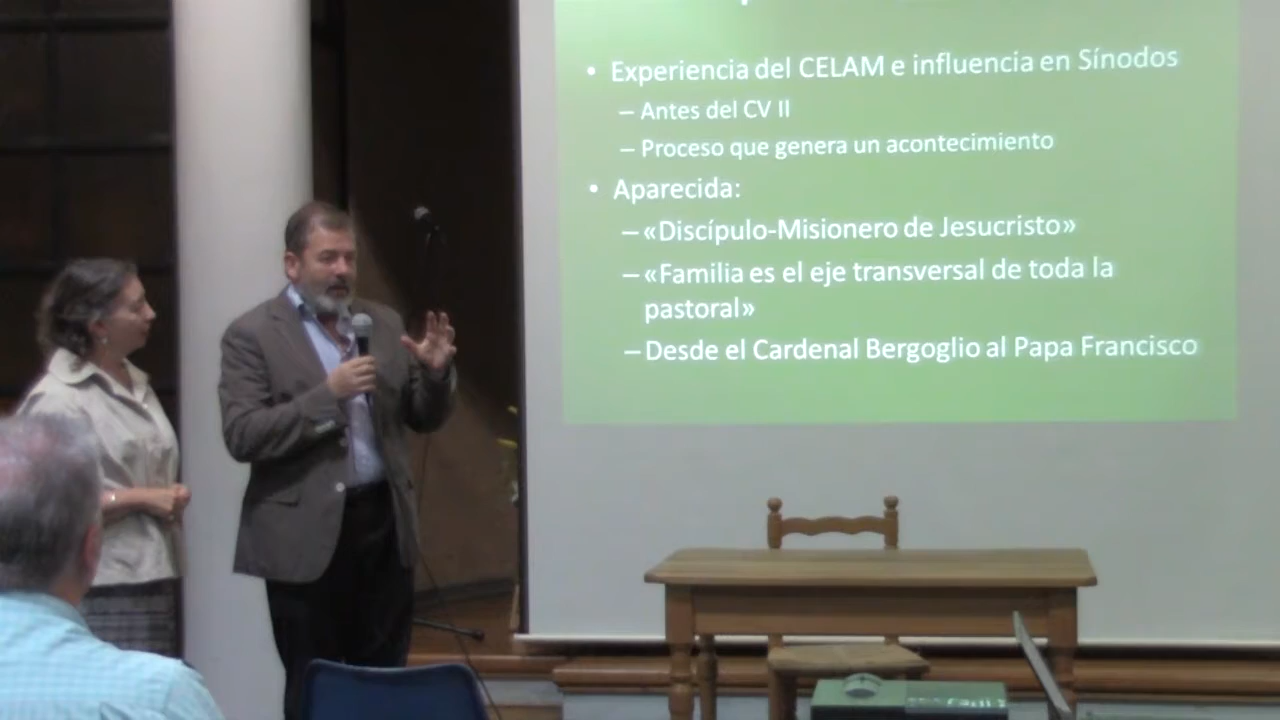 • Experiencia del CELAM e influencia en Sínodos
– Antes del CV II
– Proceso que genera un acontecimiento
• Aparecida:
– «Discípulo-Misionero de Jesucristo»
– «Familia es el eje transversal de toda la
pastoral»
– Desde el Cardenal Bergoglio al Papa Francisco